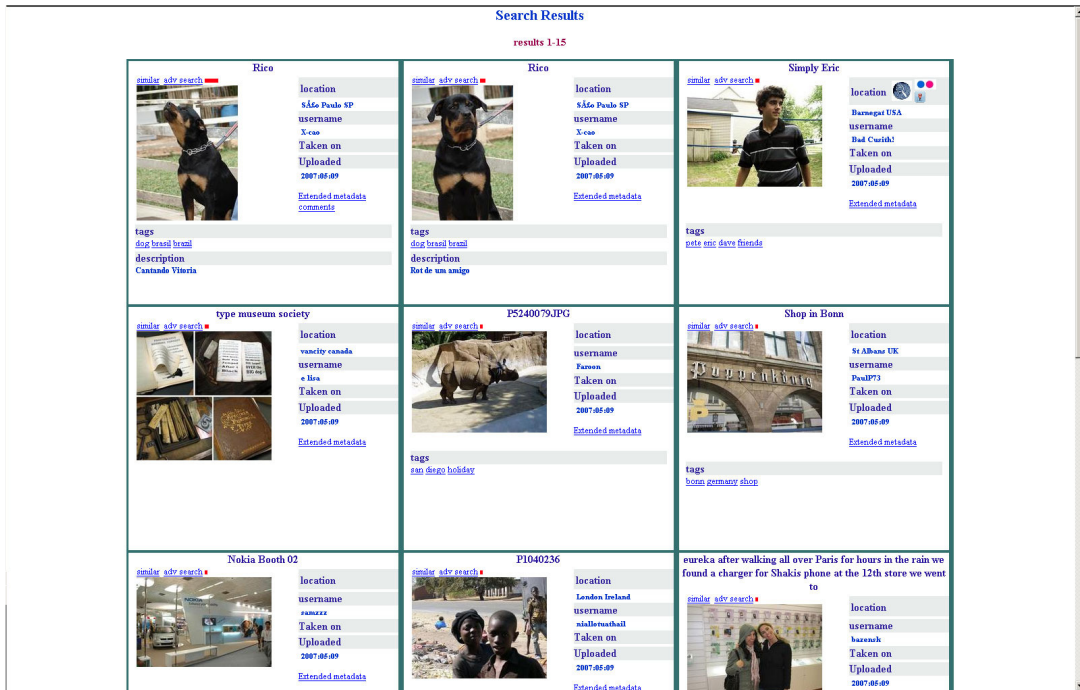 Search Results
results 1-15
Rico
similar adv search
location
SÃ£o Paulo SP
username
X-cao
Taken on
Uploaded
2007:05:09
Extended metadata
comments
tags
dog brasil brazil
description
Cantando Vitoria
Rico
similar adv search
location
SÃ£o Paulo SP
username
X-cao
Taken on
Uploaded
2007:05:09
Extended metadata
tags
dog brasil brazil
description
Rot de um amigo
Simply Eric
similar adv search
location
Barnegat USA
username
Bad Curith!
Taken on
Uploaded
2007:05:09
Extended metadata
tags
pete eric dave friends
type museum society
similar adv search
location
vancity canada
username
e lisa
Taken on
Uploaded
2007:05:09
Extended metadata
P5240079JPG
similar adv search
location
username
Faroon
Taken on
Uploaded
2007:05:09
Extended metadata
tags
san diego holiday
Shop in Bonn
similar adv search
Puppenkönig
location
St Albans UK
username
PaulP73
Taken on
Uploaded
2007:05:09
Extended metadata
tags
bonn germany shop
Nokia Booth 02
similar adv search
NOKIA
location
username
samzzz
Taken on
Uploaded
2007:05:09
Extended metadata
P1040236
similar adv search
location
London Ireland
username
niallotuathail
Taken on
Uploaded
2007:05:09
Extended metadata
eureka after walking all over Paris for hours in the rain we
found a charger for Shakis phone at the 12th store we went
to
similar adv search
location
username
bazensh
Taken on
Uploaded
2007:05:09